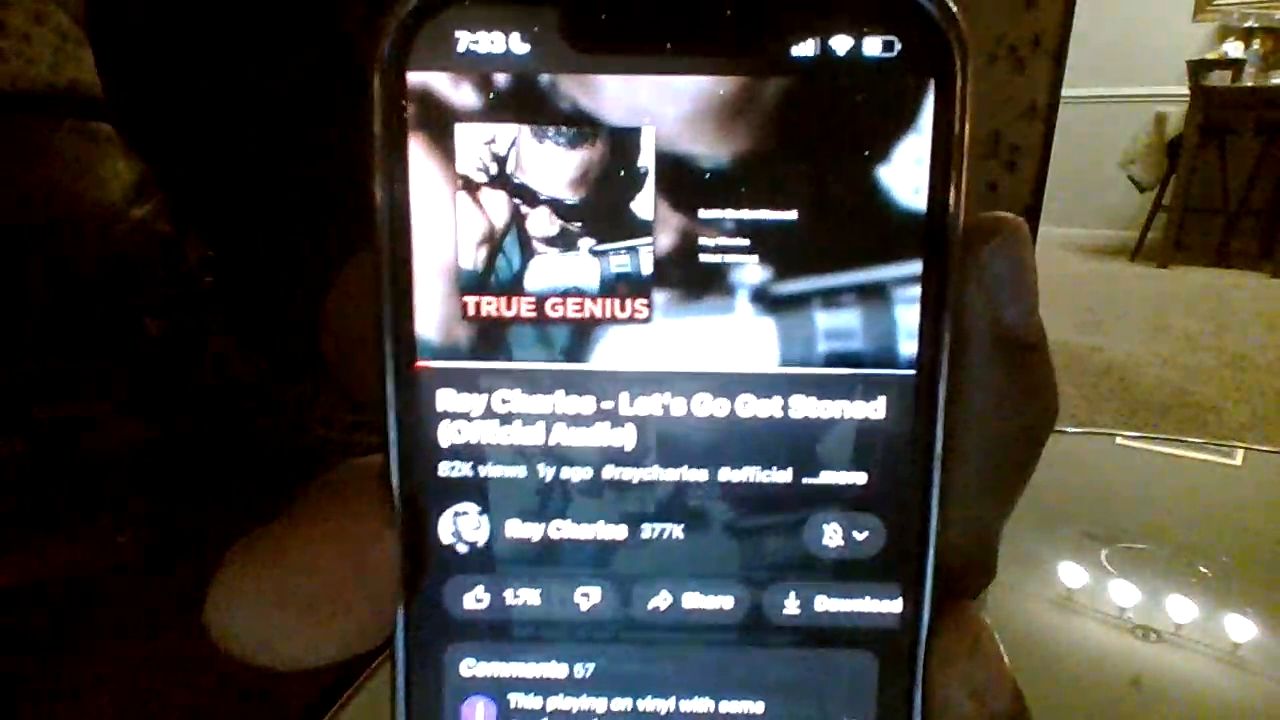 7:33
TRUE GENIUS
Ray Charles - Let's Go Get Stoned
(Official Audio)
82K views 1y ago #raycharles #official ...more
Ray Charles 377K
1.7K Share Download
Comments 67
This playing on vinyl with some